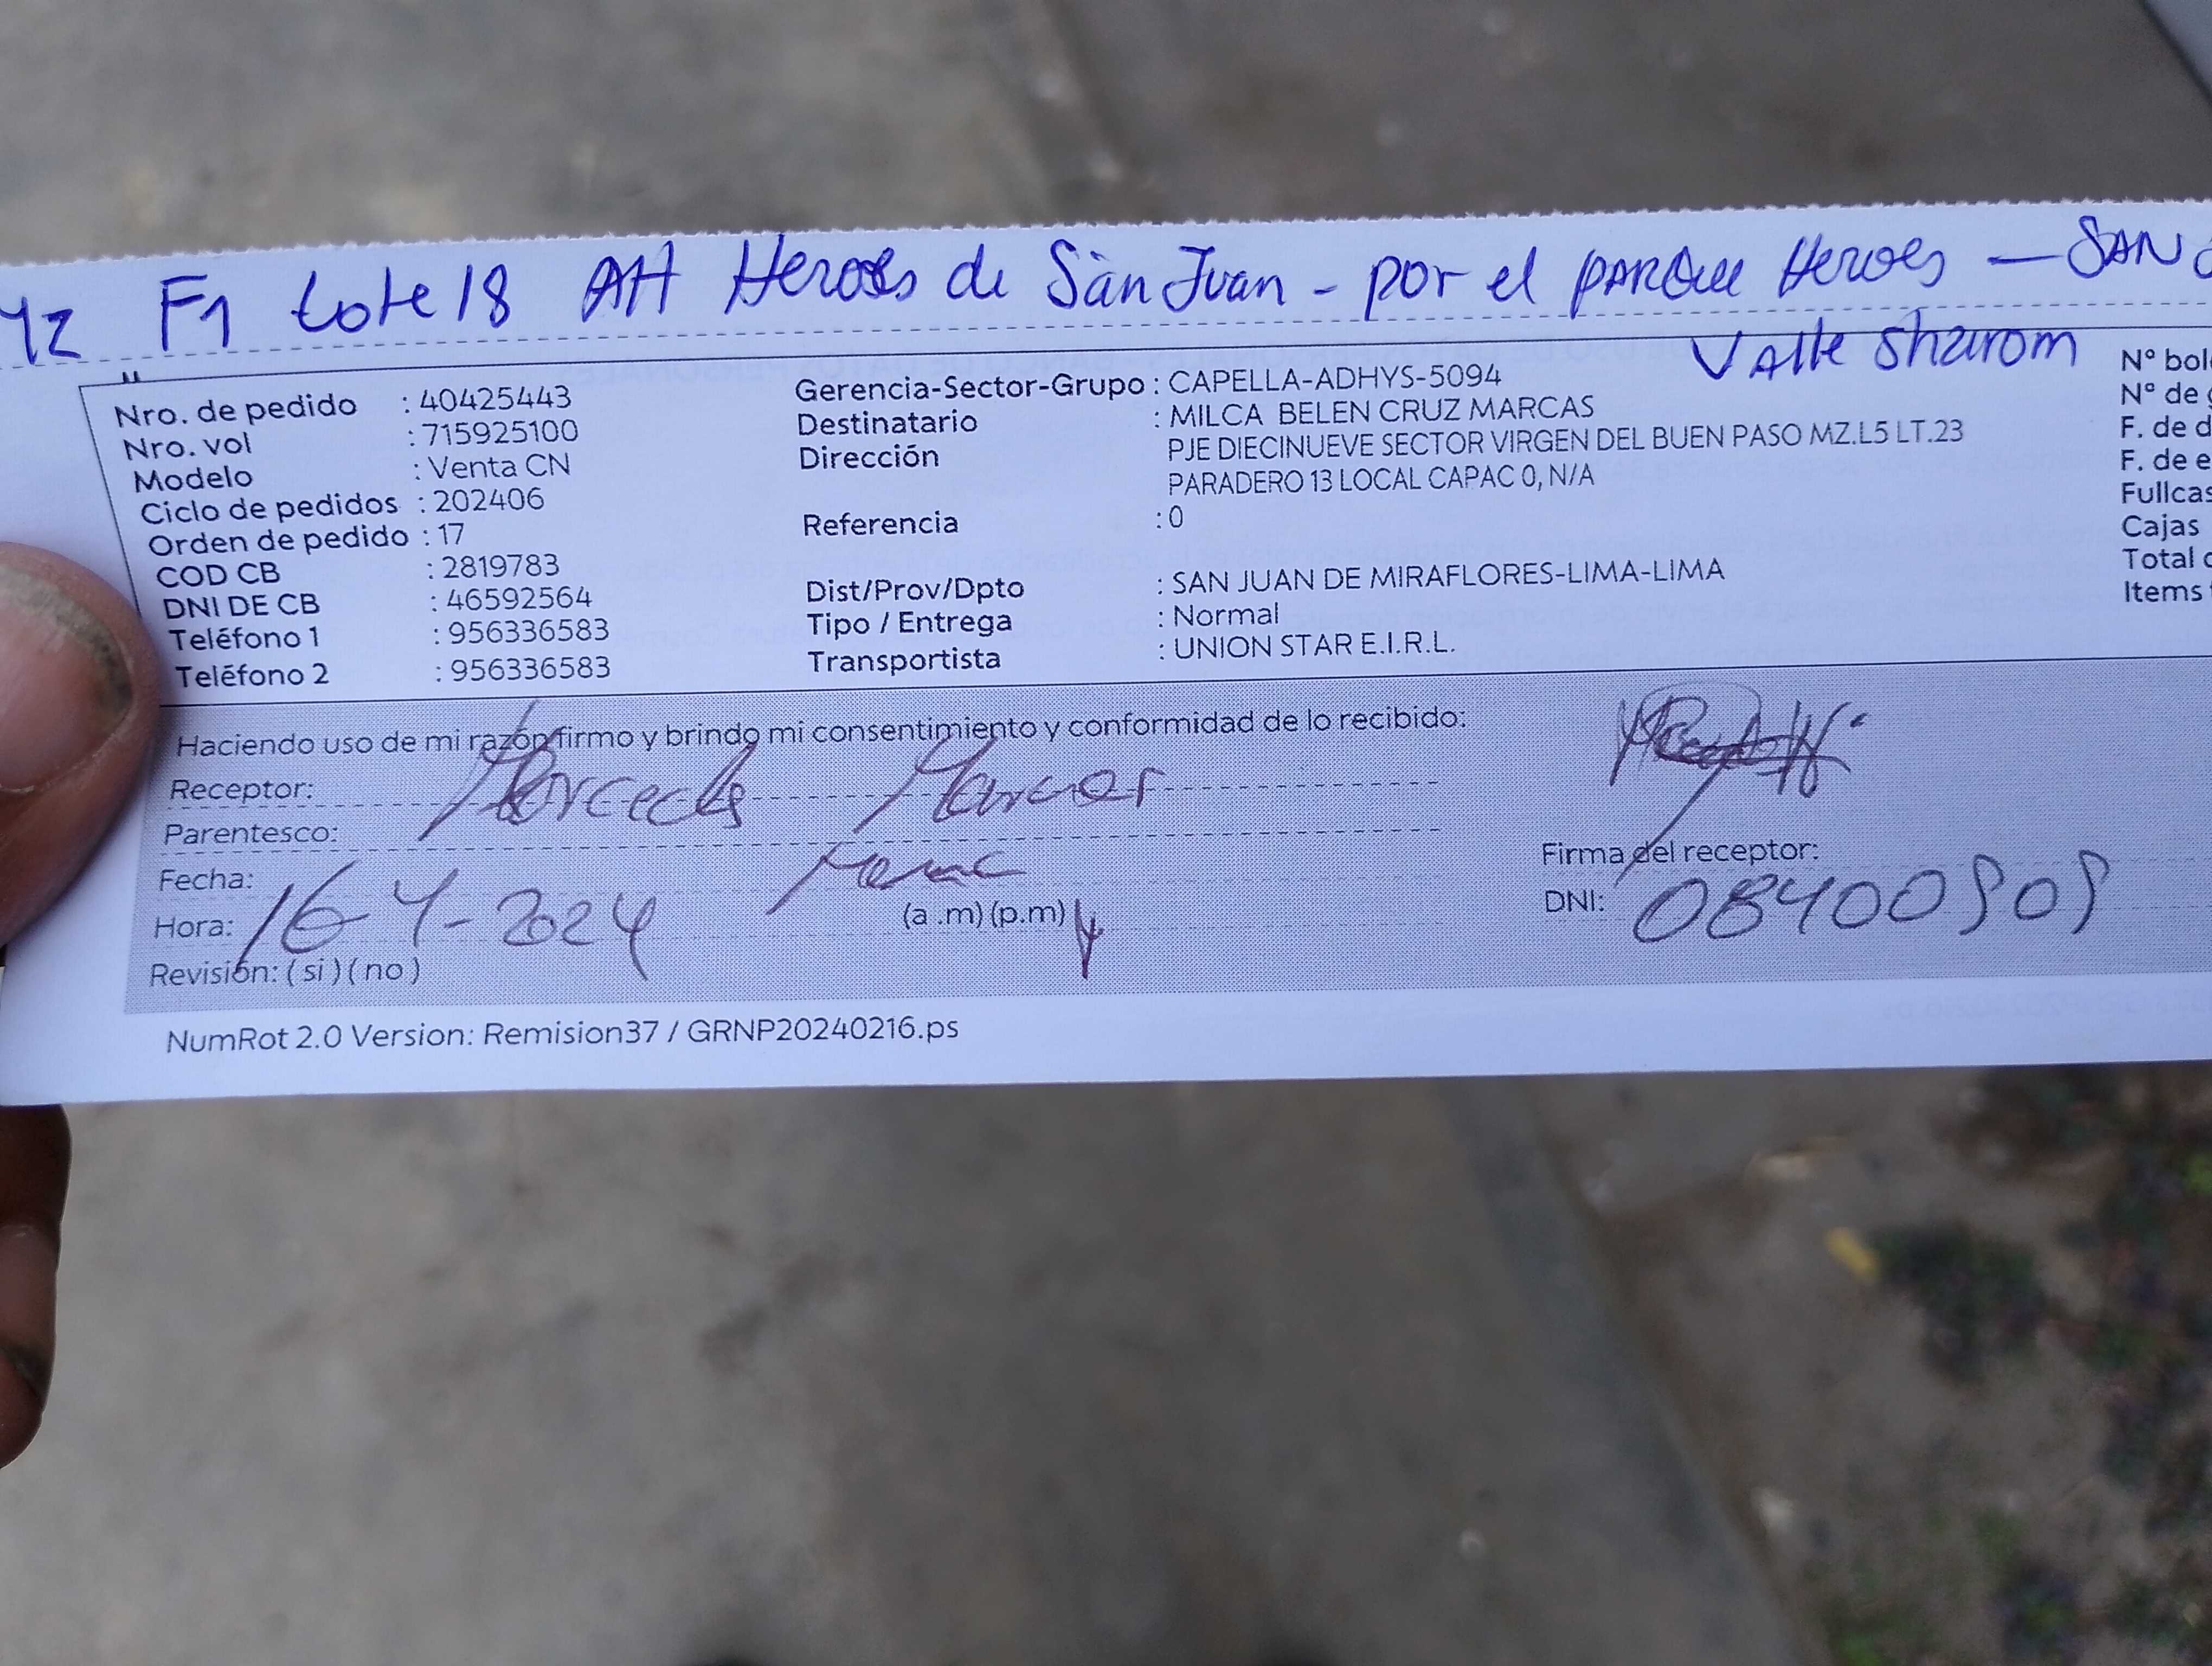 Mz F1 Lote 18 AH Heroes de San Juan - por el PARQUE Heroes - SAN
Valle Sharom
Nro. de pedido : 40425443
Nro. vol : 715925100
Modelo : Venta CN
Ciclo de pedidos : 202406
Orden de pedido : 17
COD CB : 2819783
DNI DE CB : 46592564
Teléfono 1 : 956336583
Teléfono 2 : 956336583
Gerencia-Sector-Grupo : CAPELLA-ADHYS-5094
Destinatario : MILCA BELEN CRUZ MARCAS
Dirección PJE DIECINUEVE SECTOR VIRGEN DEL BUEN PASO MZ.L5 LT.23
PARADERO 13 LOCAL CAPAC 0, N/A
Referencia : 0
Dist/Prov/Dpto : SAN JUAN DE MIRAFLORES-LIMA-LIMA
Tipo / Entrega : Normal
Transportista : UNION STAR E.I.R.L.
N° bol
N° de
F. de d
F. de e
Fullcas
Cajas
Total
Items
Haciendo uso de mi razón firmo y brindo mi consentimiento y conformidad de lo recibido:
Receptor:
Parentesco:
Fecha: 16-4-2024
Hora: (a .m) (p.m)
Revisión: ( si ) ( no )
Firma del receptor:
DNI: 08400909
NumRot 2.0 Version: Remision37 / GRNP20240216.ps